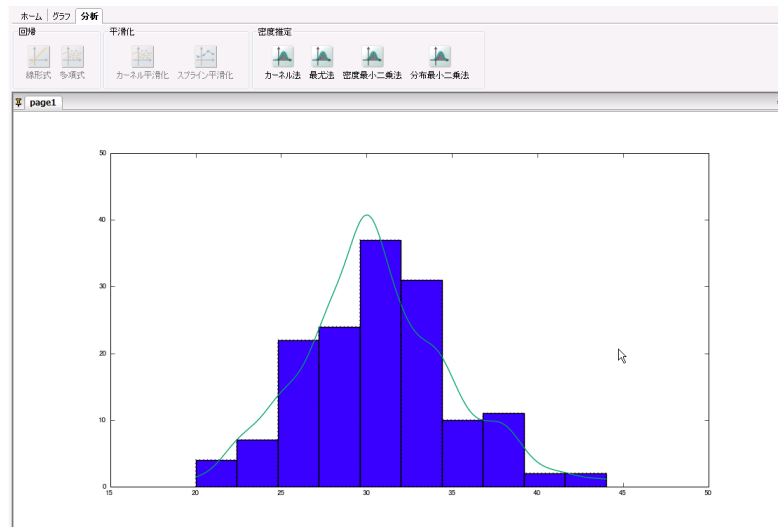 ホーム グラフ 分析
回帰 平滑化 密度推定
線形式 多項式 カーネル平滑化 スプライン平滑化 カーネル法 最尤法 密度最小二乗法 分布最小二乗法
page1
50
40
30
20
10
0
15 20 25 30 35 40 45 50